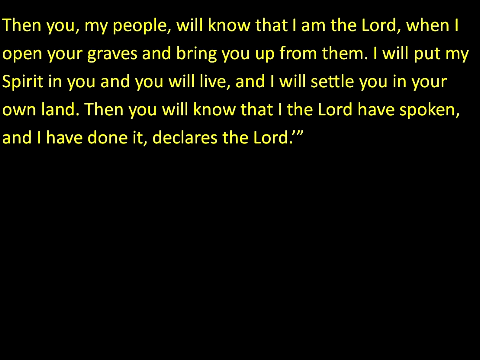 Then you, my people, will know that I am the Lord, when I
open your graves and bring you up from them. I will put my
Spirit in you and you will live, and I will settle you in your
own land. Then you will know that I the Lord have spoken,
and I have done it, declares the Lord.’”